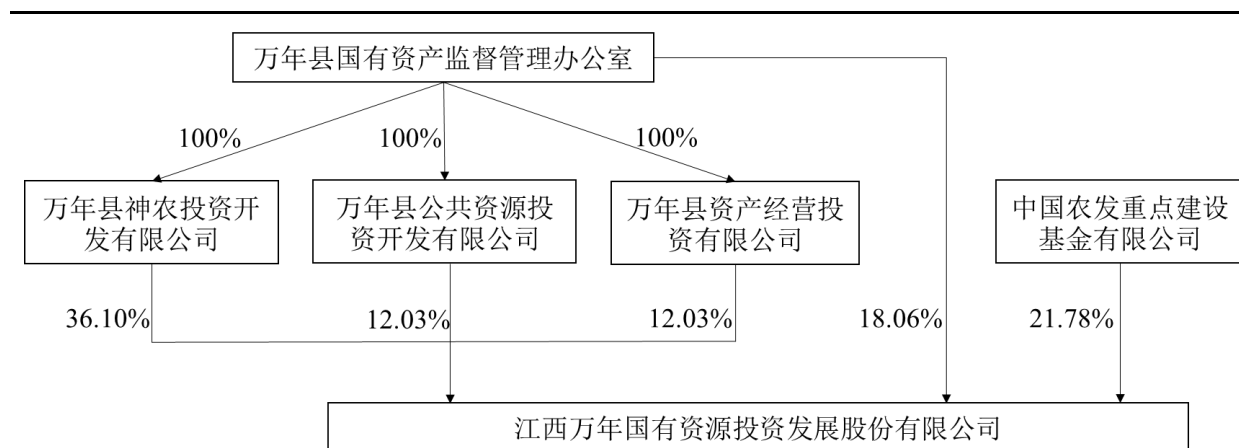 万年县国有资产监督管理办公室
100%
100%
100%
万年县神农投资开
发有限公司
万年县公共资源投
资开发有限公司
万年县资产经营投
资有限公司
中国农发重点建设
基金有限公司
36.10%
12.03%
12.03%
18.06%
21.78%
江西万年国有资源投资发展股份有限公司